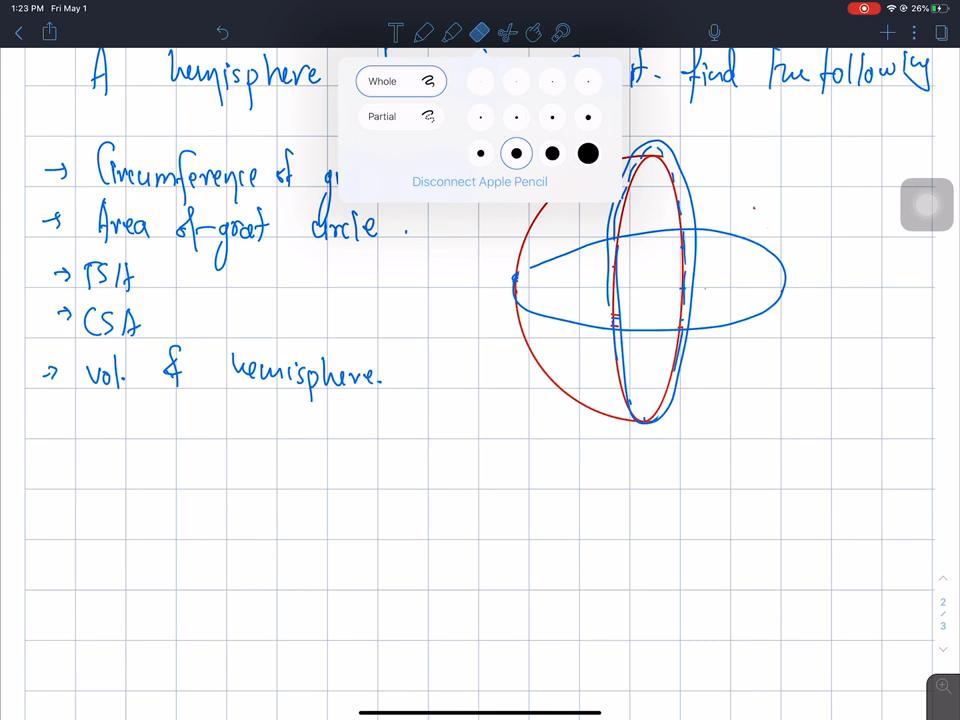 1:23 PM Fri May 1
26%
A hemisphere find the following
Whole
Partial
Disconnect Apple Pencil
→ Circumference of
→ Area of great circle.
→ TSA
→ CSA
→ vol. of hemisphere.
2
/
3